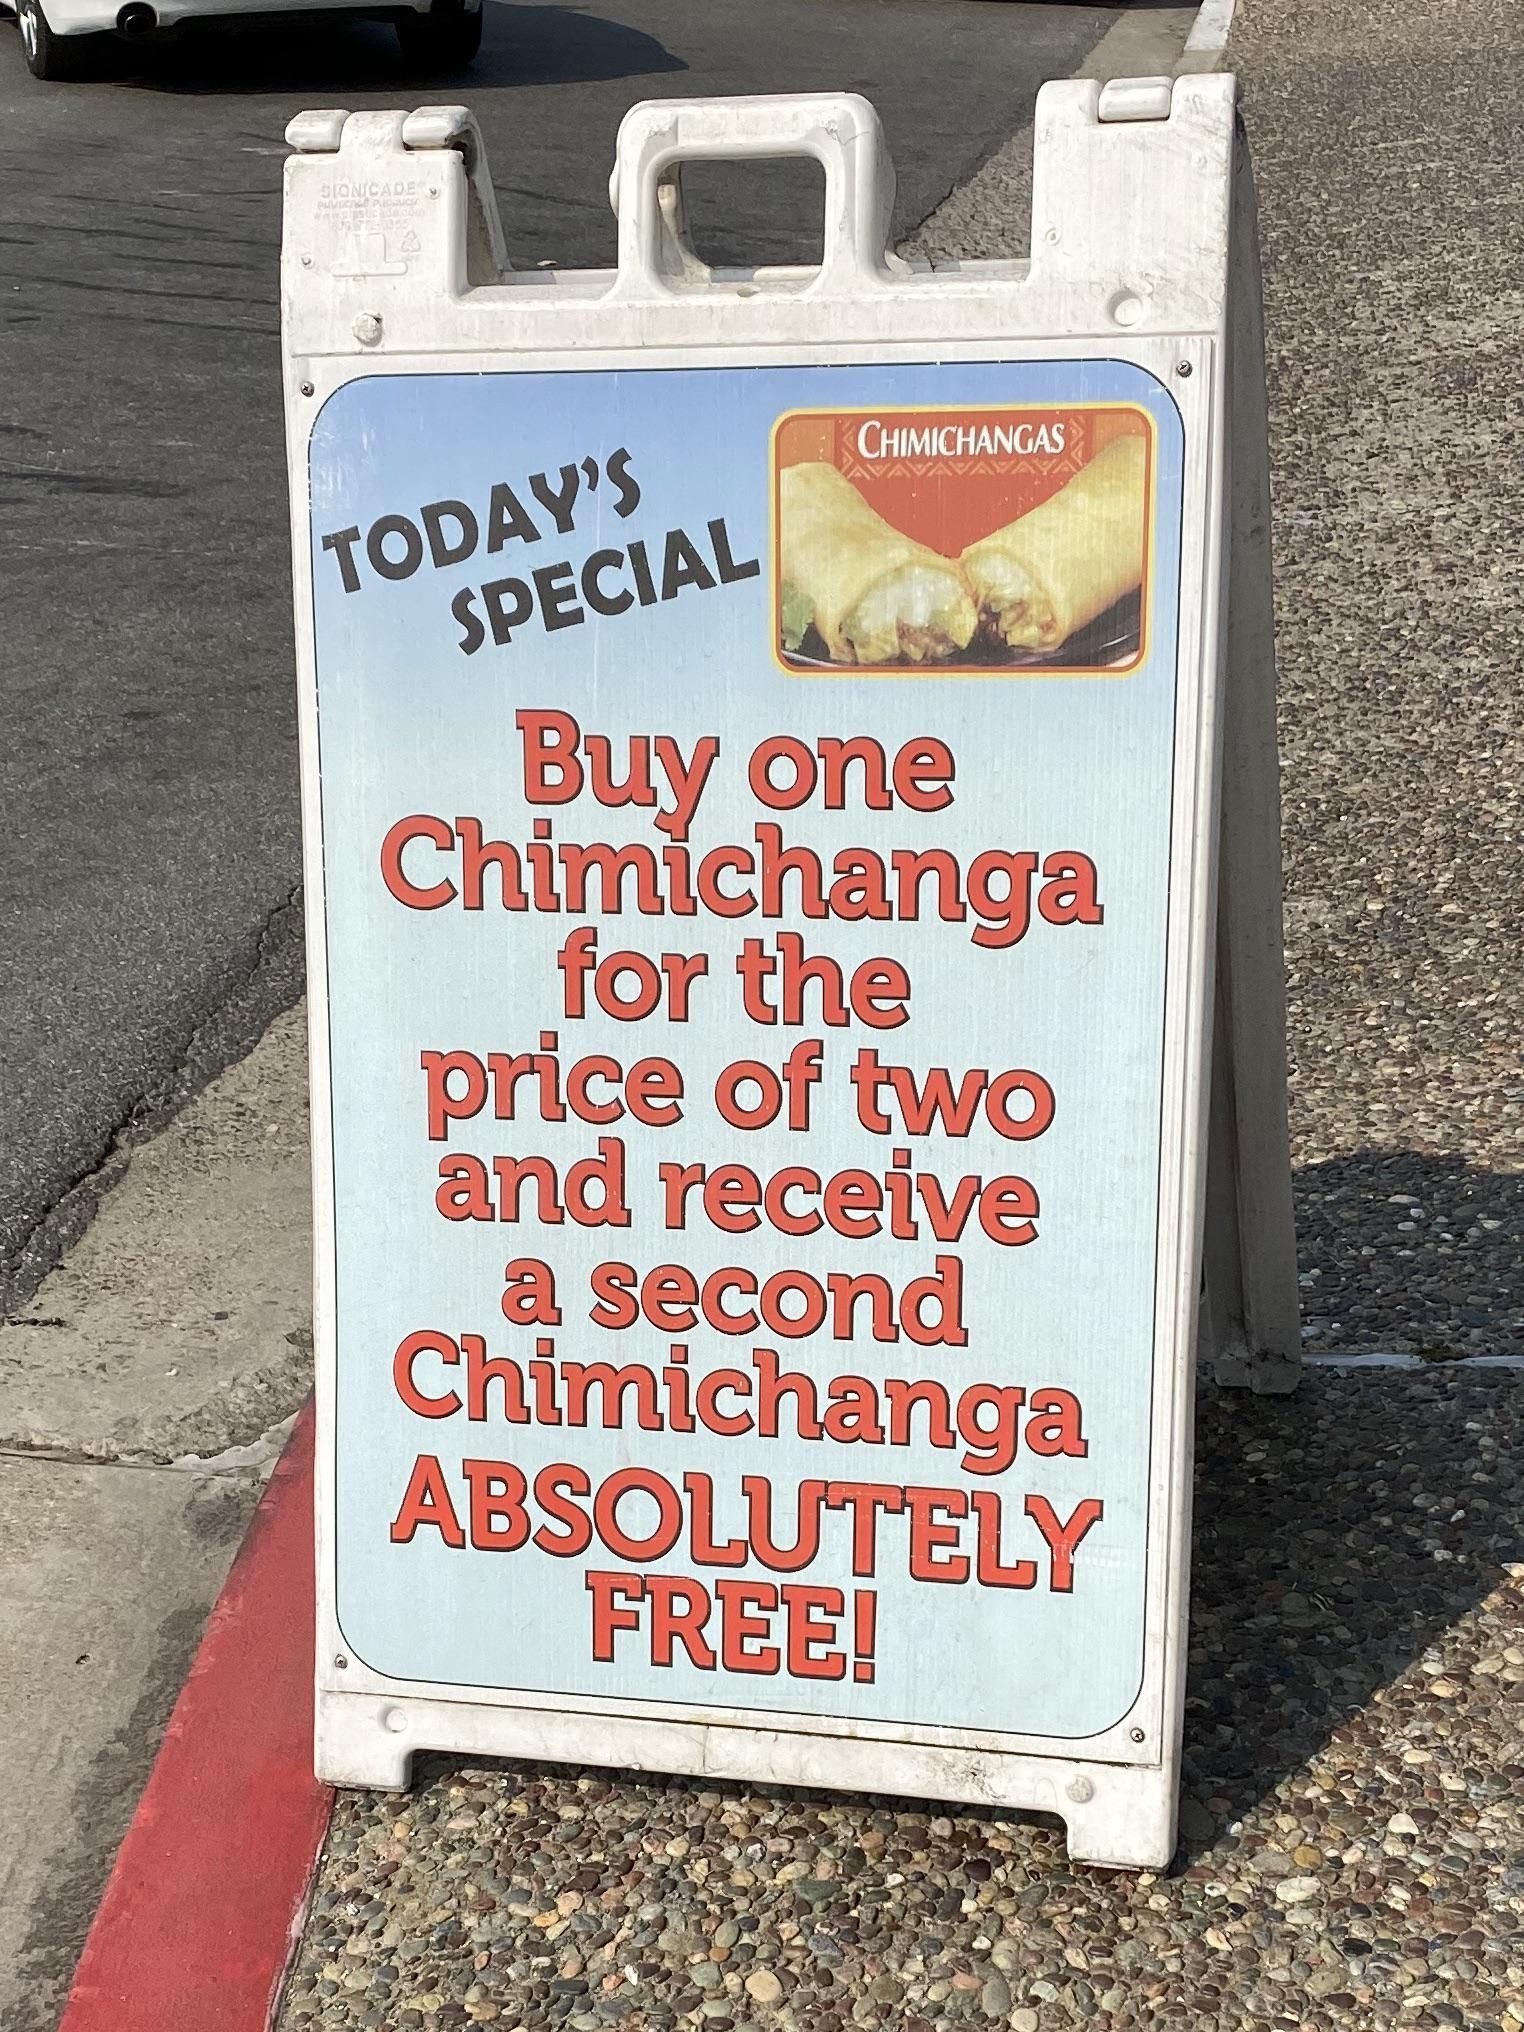 SIGNICADE
TODAY'S
SPECIAL
CHIMICHANGAS
Buy one
Chimichanga
for the
price of two
and receive
a second
Chimichanga
ABSOLUTELY
FREE!